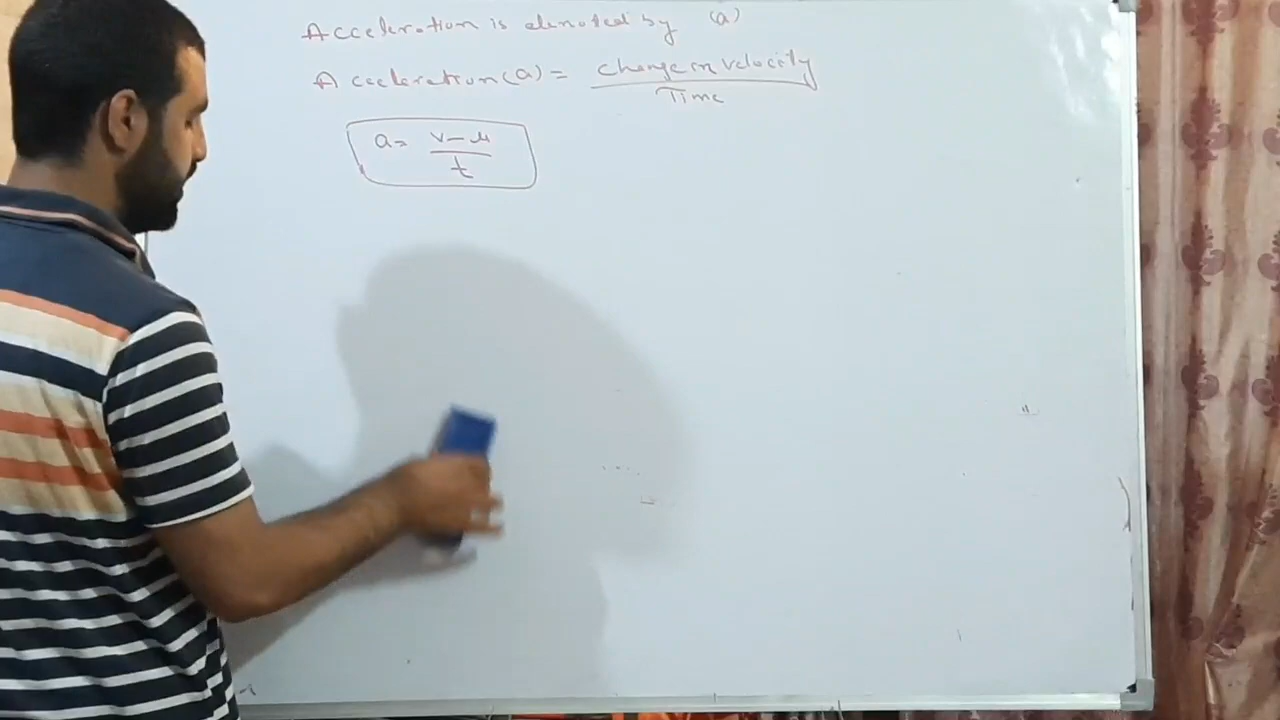 Acceleration is denoted by (a)
Acceleration (a) = Change in velocity / Time
a = v - u / t